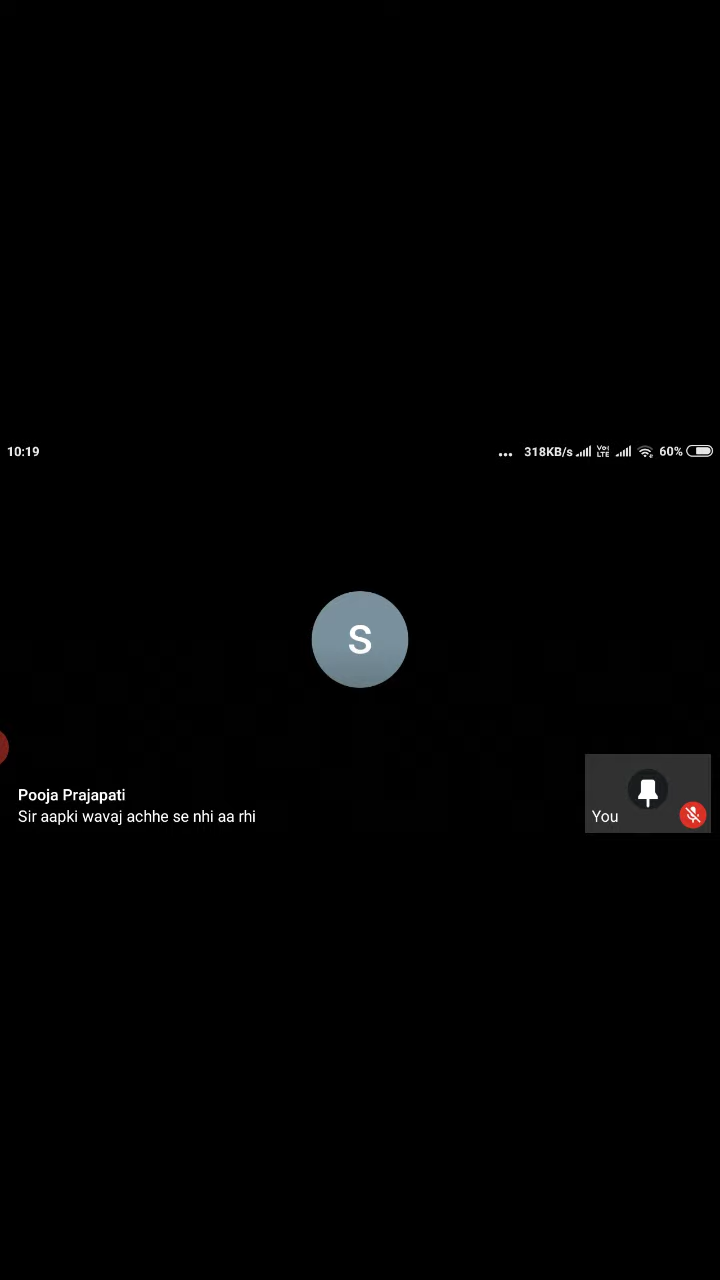 10:19
... 318KB/s Vo! LTE 60%
S
Pooja Prajapati
Sir aapki wavaj achhe se nhi aa rhi
You